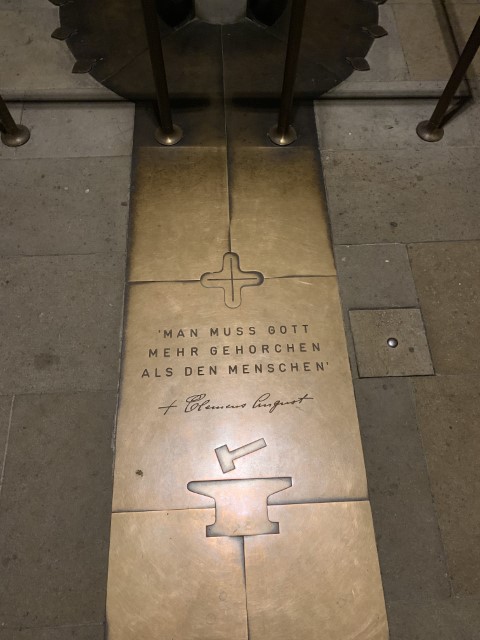 'MAN MUSS GOTT
MEHR GEHORCHEN
ALS DEN MENSCHEN'
+ Clemens August